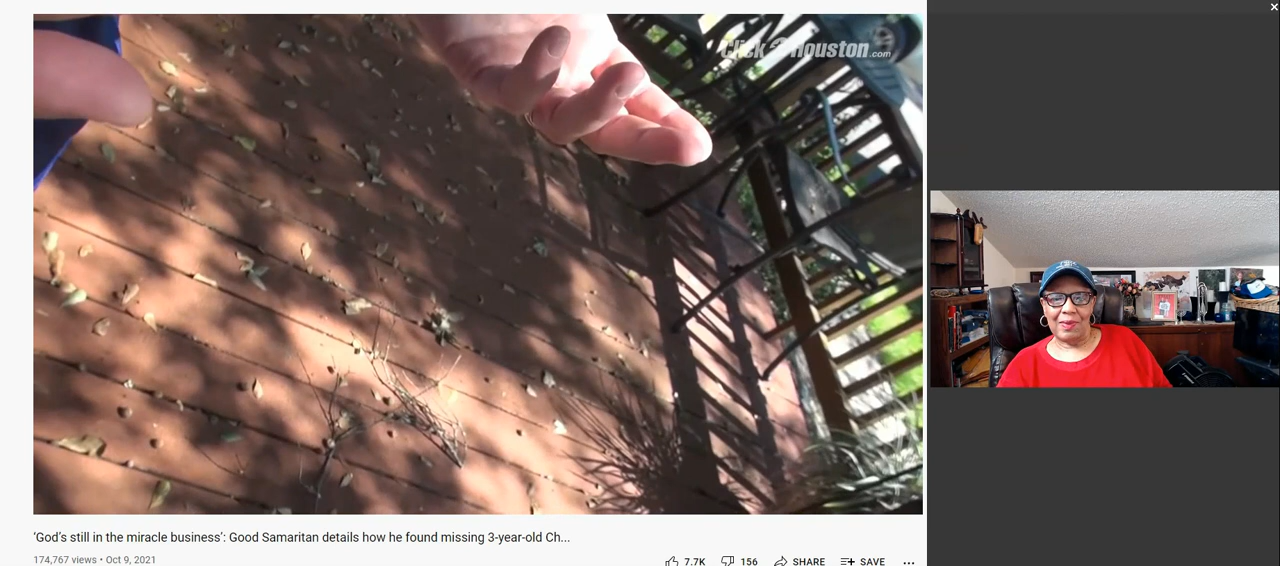 Click2Houston.com
'God's still in the miracle business': Good Samaritan details how he found missing 3-year-old Ch...
174,767 views • Oct 9, 2021
7.7K
156
SHARE
SAVE